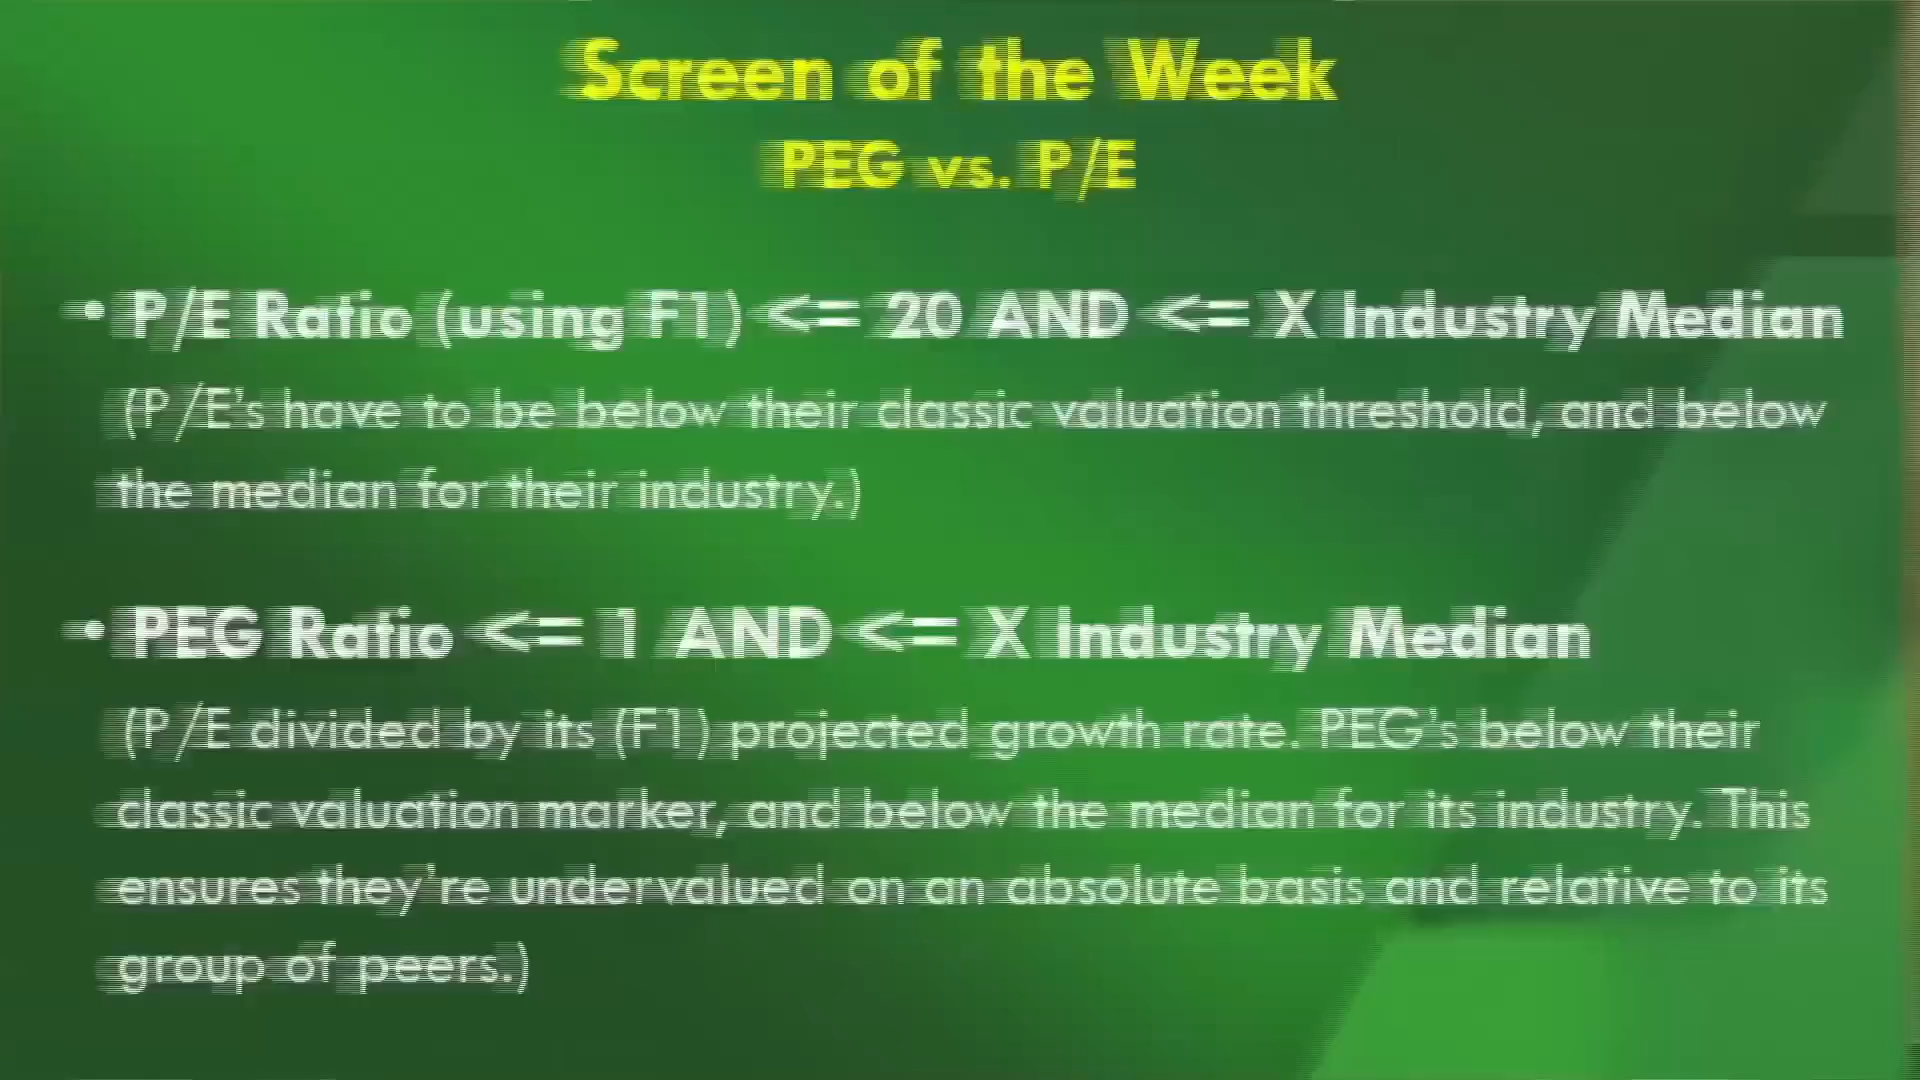 Screen of the Week
PEG vs. P/E
• P/E Ratio (using F1) <= 20 AND <= X Industry Median
(P/E's have to be below their classic valuation threshold, and below
the median for their industry.)
• PEG Ratio <= 1 AND <= X Industry Median
(P/E divided by its (F1) projected growth rate. PEG's below their
classic valuation marker, and below the median for its industry. This
ensures they're undervalued on an absolute basis and relative to its
group of peers.)